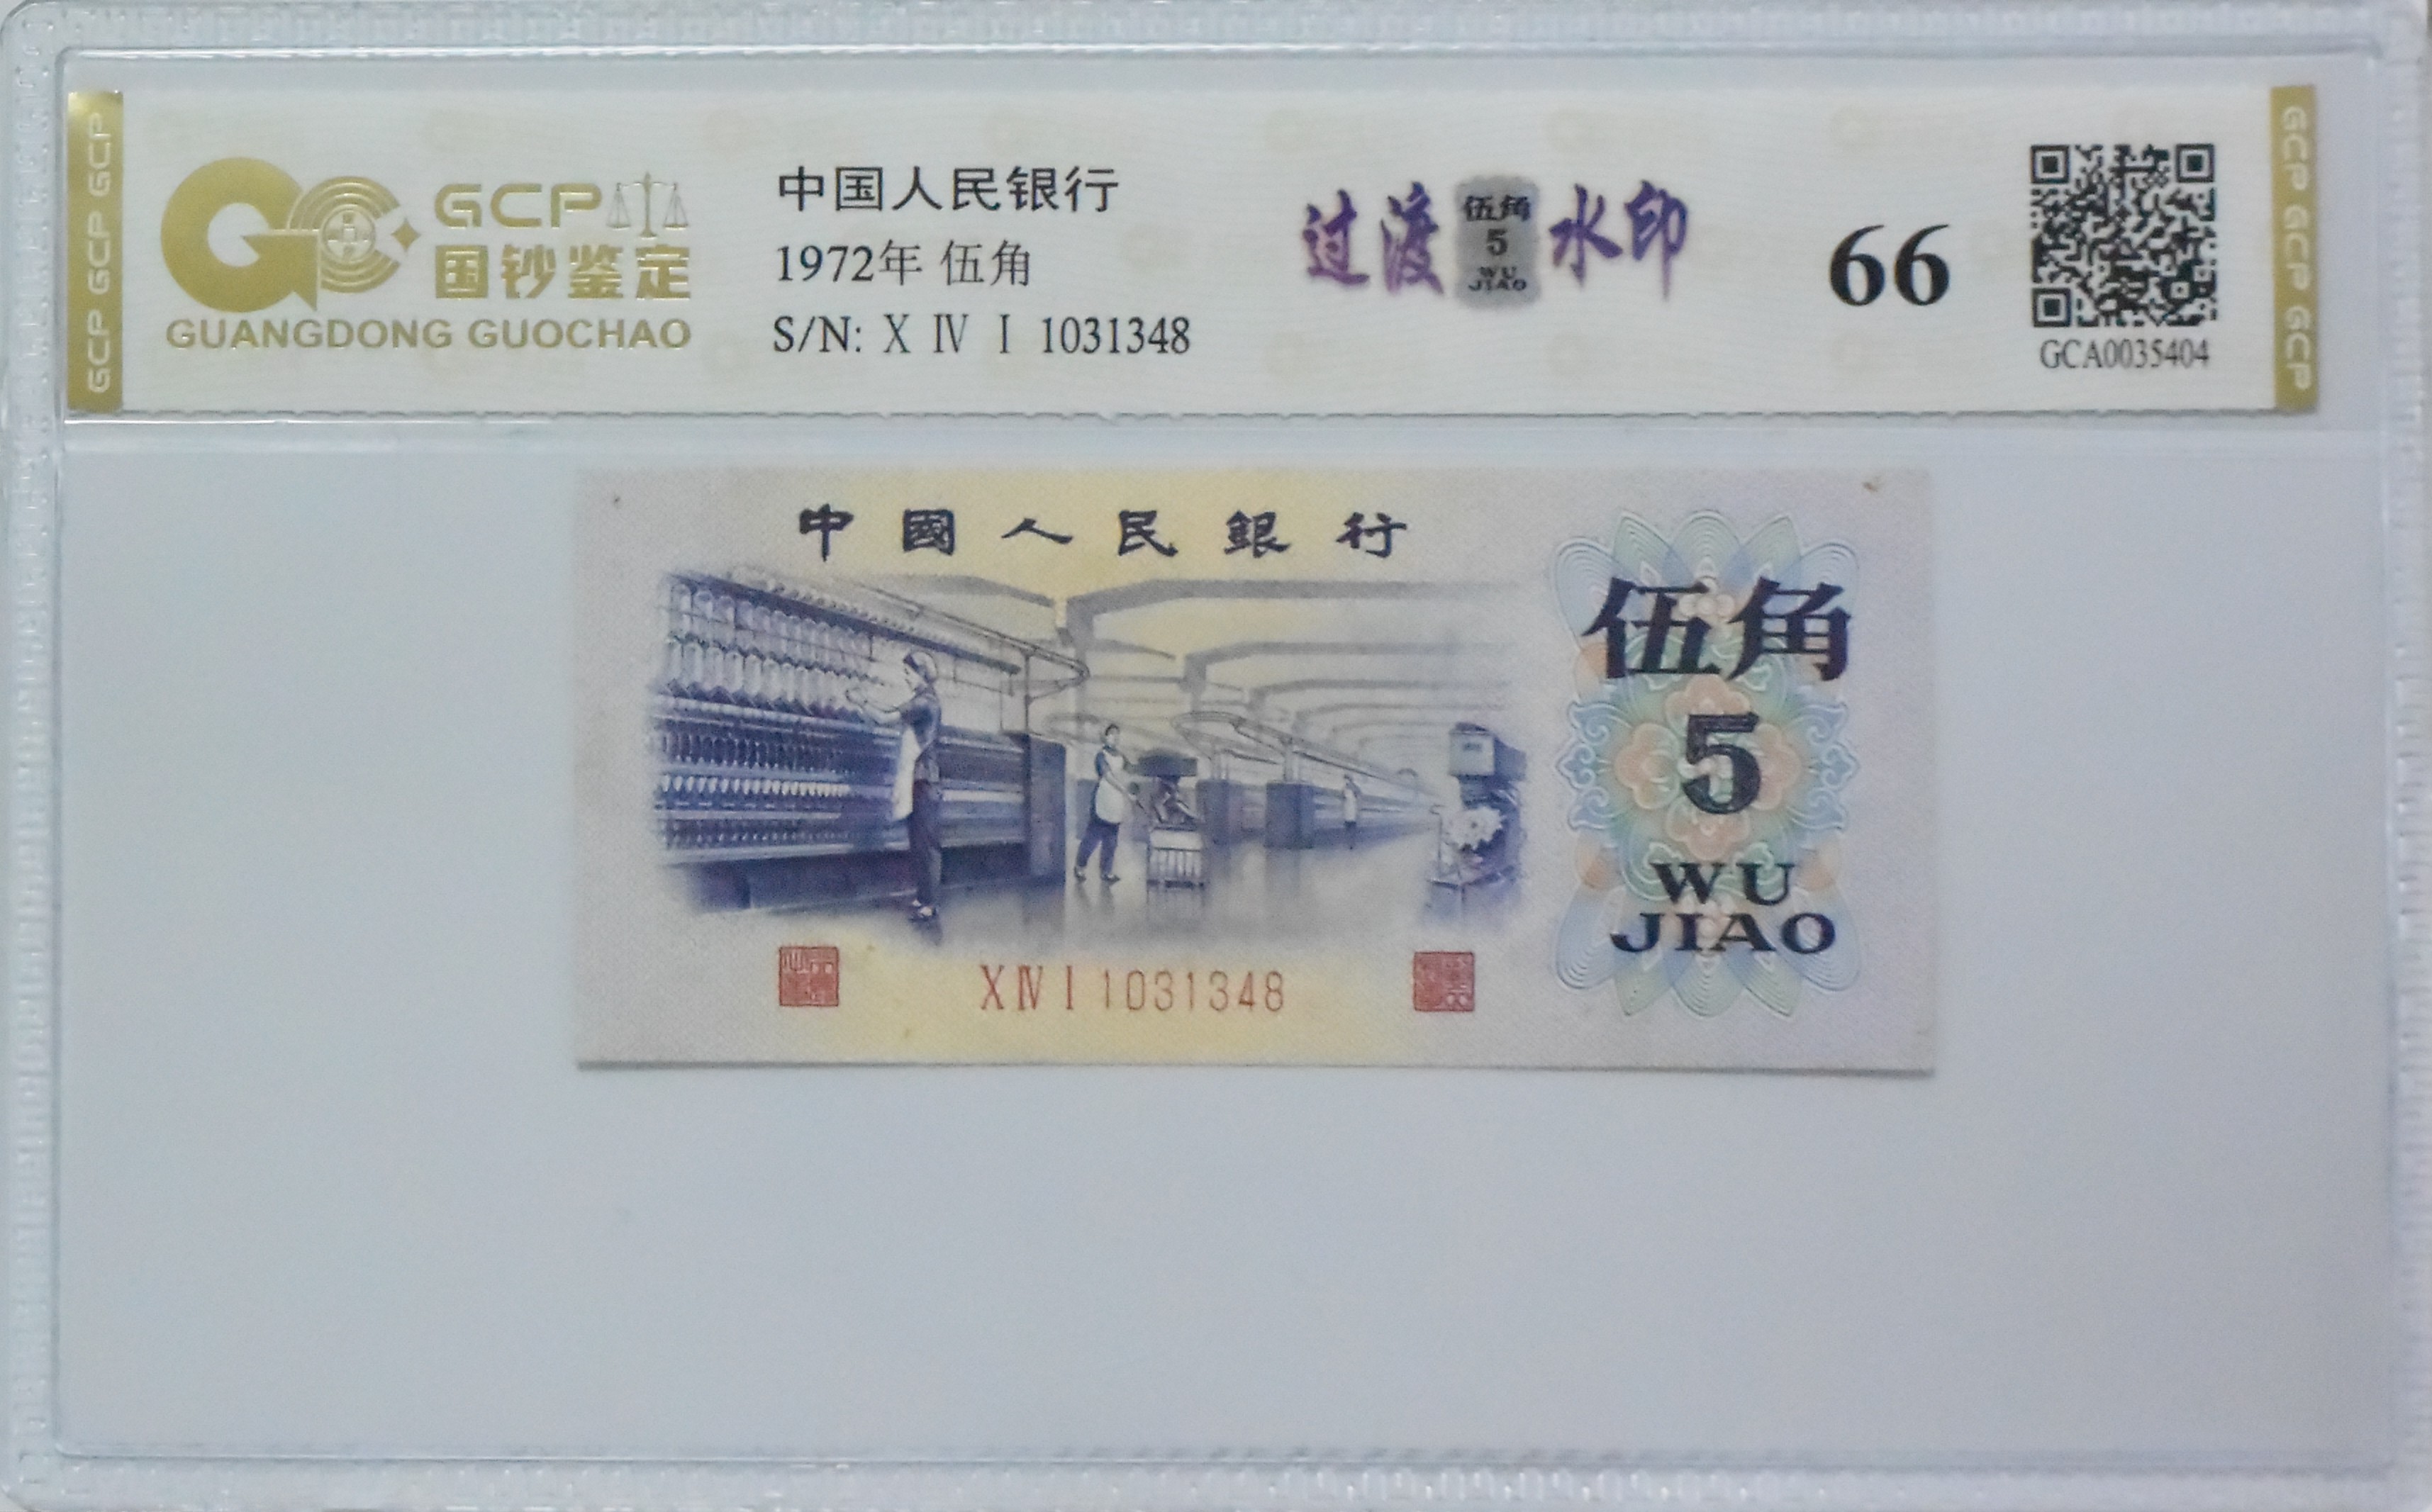 GCP GCP GCP
GCP
国钞鉴定
GUANGDONG GUOCHAO
中国人民银行
1972年 伍角
S/N: X Ⅳ Ⅰ 1031348
过渡
伍角
5
WU
JIAO
水印
66
GCA0035404
GCP GCP GCP
中國人民銀行
伍角
5
WU
JIAO
X Ⅳ Ⅰ 1031348